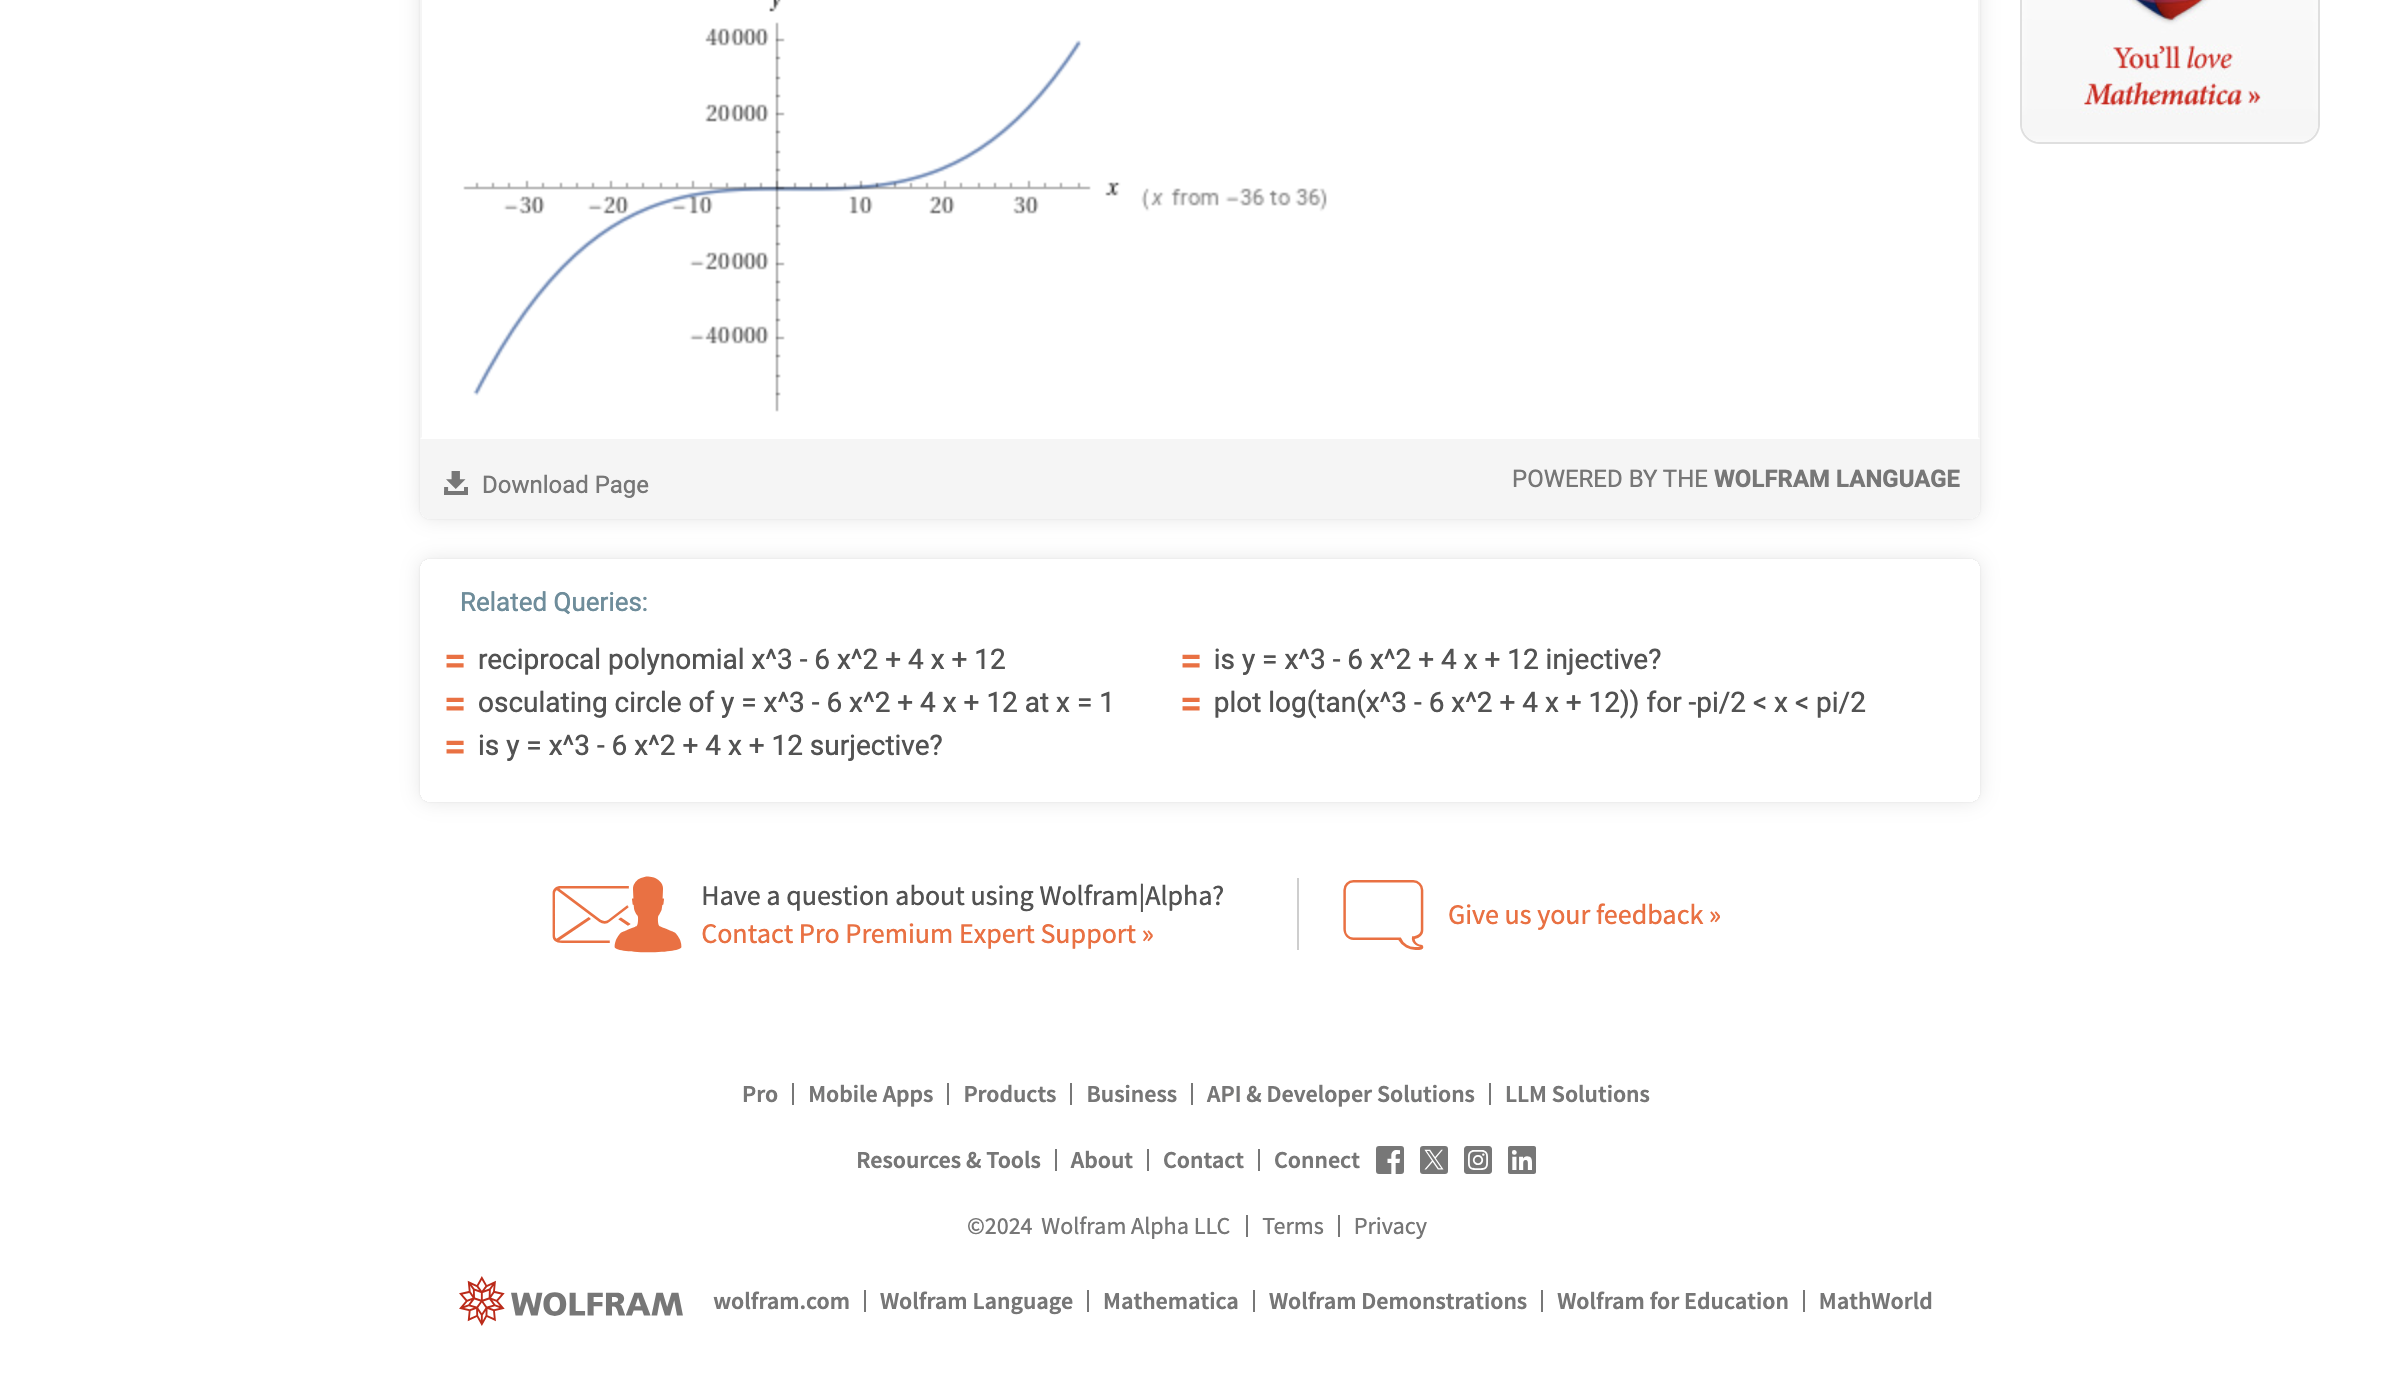 y
40000
20000
−30 −20 −10 10 20 30 x (x from −36 to 36)
−20000
−40000
You'll love
Mathematica »
Download Page
POWERED BY THE WOLFRAM LANGUAGE
Related Queries:
= reciprocal polynomial x^3 - 6 x^2 + 4 x + 12
= is y = x^3 - 6 x^2 + 4 x + 12 injective?
= osculating circle of y = x^3 - 6 x^2 + 4 x + 12 at x = 1
= plot log(tan(x^3 - 6 x^2 + 4 x + 12)) for -pi/2 < x < pi/2
= is y = x^3 - 6 x^2 + 4 x + 12 surjective?
Have a question about using Wolfram|Alpha?
Contact Pro Premium Expert Support »
Give us your feedback »
Pro | Mobile Apps | Products | Business | API & Developer Solutions | LLM Solutions
Resources & Tools | About | Contact | Connect
©2024 Wolfram Alpha LLC | Terms | Privacy
WOLFRAM wolfram.com | Wolfram Language | Mathematica | Wolfram Demonstrations | Wolfram for Education | MathWorld